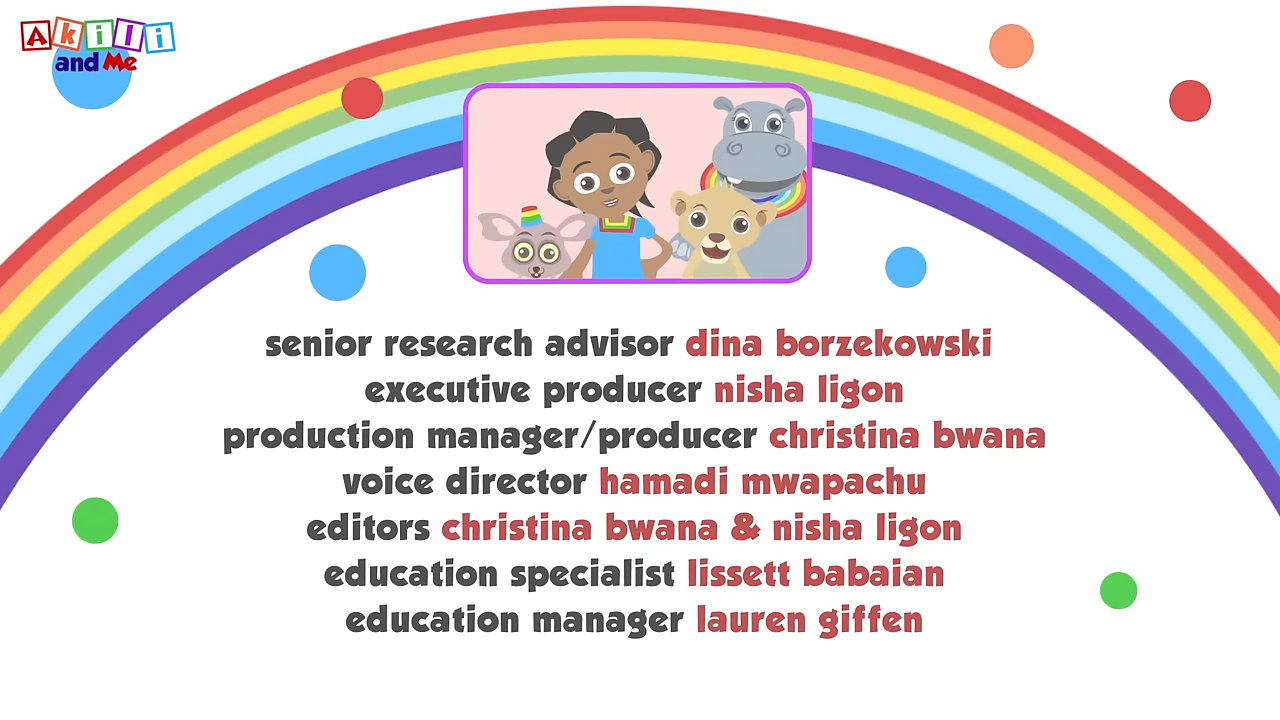 Akili
and Me
senior research advisor dina borzekowski
executive producer nisha ligon
production manager/producer christina bwana
voice director hamadi mwapachu
editors christina bwana & nisha ligon
education specialist lissett babaian
education manager lauren giffen